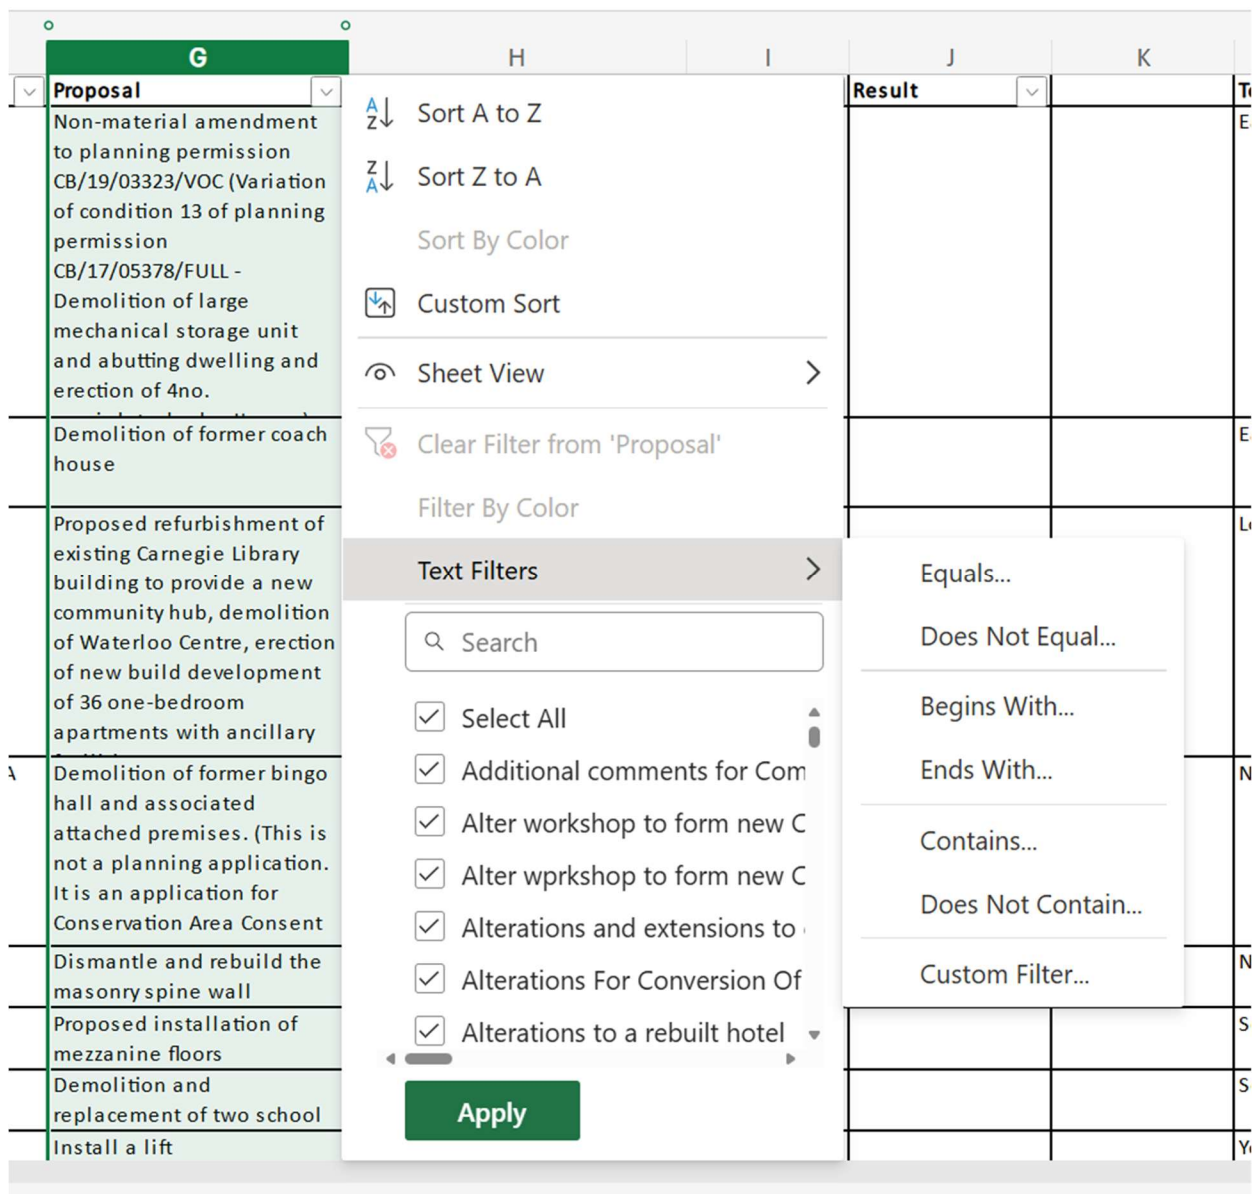 G
H
I
J
K
Proposal
Result
Non-material amendment
to planning permission
CB/19/03323/VOC (Variation
of condition 13 of planning
permission
CB/17/05378/FULL -
Demolition of large
mechanical storage unit
and abutting dwelling and
erection of 4no.
Demolition of former coach
house
Proposed refurbishment of
existing Carnegie Library
building to provide a new
community hub, demolition
of Waterloo Centre, erection
of new build development
of 36 one-bedroom
apartments with ancillary
A
Demolition of former bingo
hall and associated
attached premises. (This is
not a planning application.
It is an application for
Conservation Area Consent
Dismantle and rebuild the
masonry spine wall
Proposed installation of
mezzanine floors
Demolition and
replacement of two school
Install a lift
Sort A to Z
Sort Z to A
Sort By Color
Custom Sort
Sheet View
Clear Filter from 'Proposal'
Filter By Color
Text Filters
Search
Select All
Additional comments for Com
Alter workshop to form new C
Alter wprkshop to form new C
Alterations and extensions to
Alterations For Conversion Of
Alterations to a rebuilt hotel
Apply
Equals...
Does Not Equal...
Begins With...
Ends With...
Contains...
Does Not Contain...
Custom Filter...